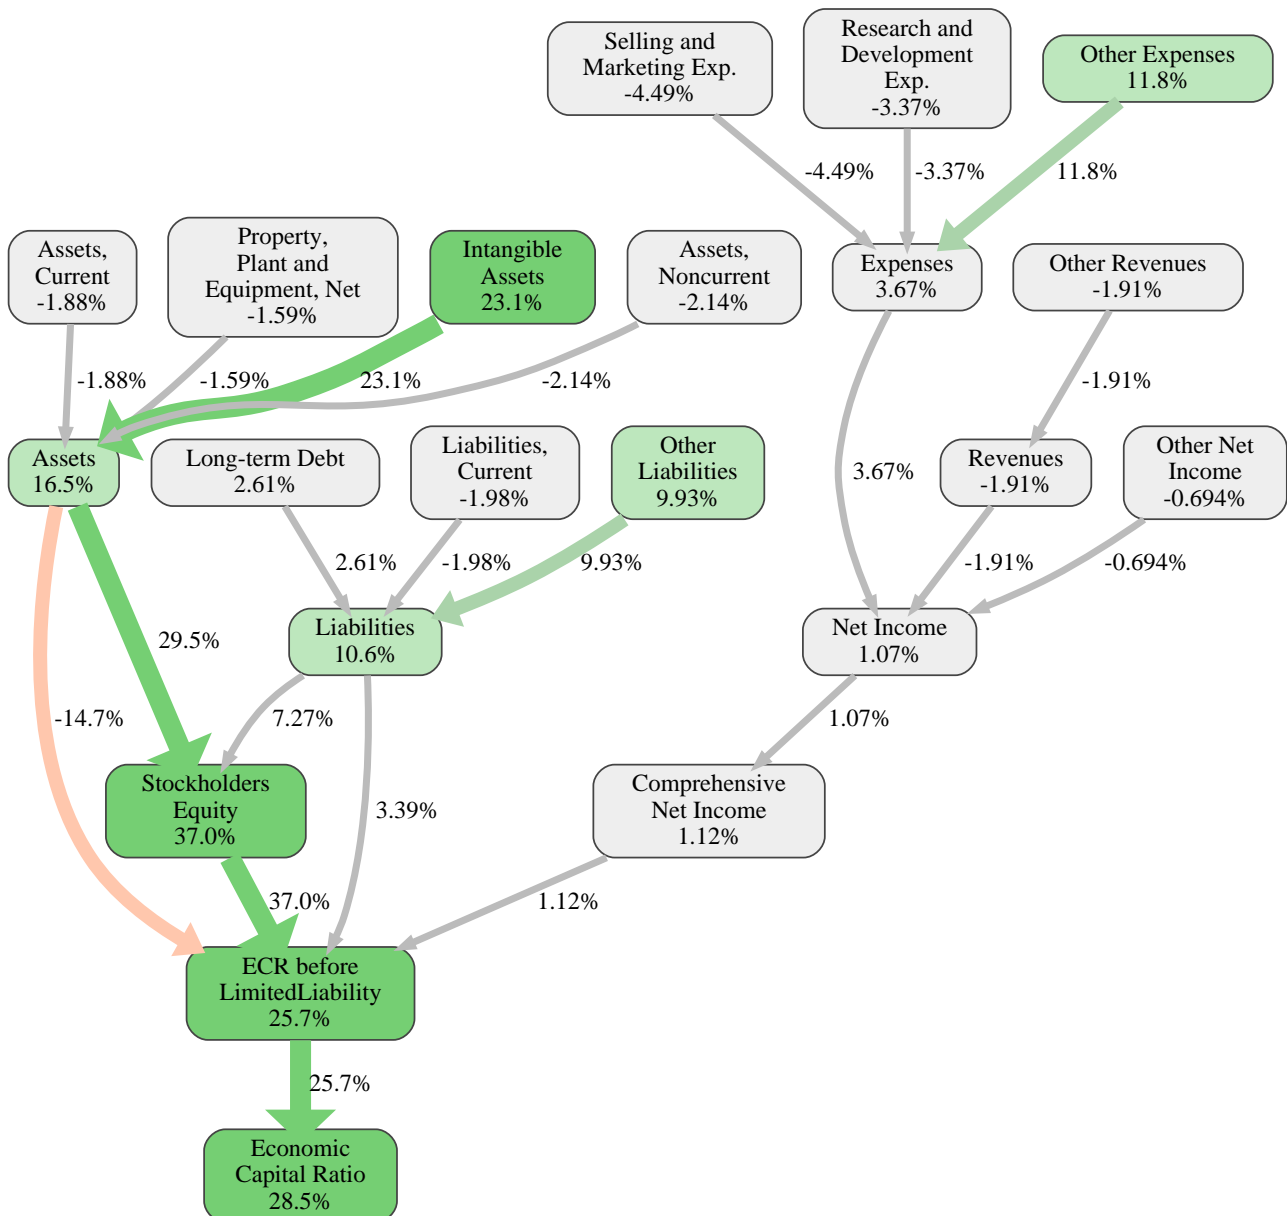 Selling and
Marketing Exp.
-4.49%
Research and
Development
Exp.
-3.37%
Other Expenses
11.8%
-4.49%
-3.37%
11.8%
Assets,
Current
-1.88%
Property,
Plant and
Equipment, Net
-1.59%
Intangible
Assets
23.1%
Assets,
Noncurrent
-2.14%
Expenses
3.67%
Other Revenues
-1.91%
-1.88%
-1.59%
23.1%
-2.14%
-1.91%
Assets
16.5%
Long-term Debt
2.61%
Liabilities,
Current
-1.98%
Other
Liabilities
9.93%
3.67%
Revenues
-1.91%
Other Net
Income
-0.694%
2.61%
-1.98%
9.93%
-1.91%
-0.694%
29.5%
Liabilities
10.6%
Net Income
1.07%
-14.7%
7.27%
1.07%
Stockholders
Equity
37.0%
3.39%
Comprehensive
Net Income
1.12%
37.0%
1.12%
ECR before
LimitedLiability
25.7%
25.7%
Economic
Capital Ratio
28.5%